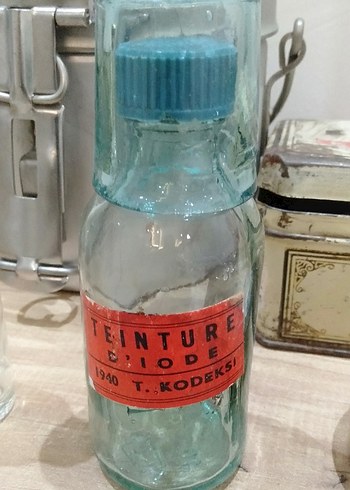 TEINTURE
D'IODE
1940 T. KODEKSİ